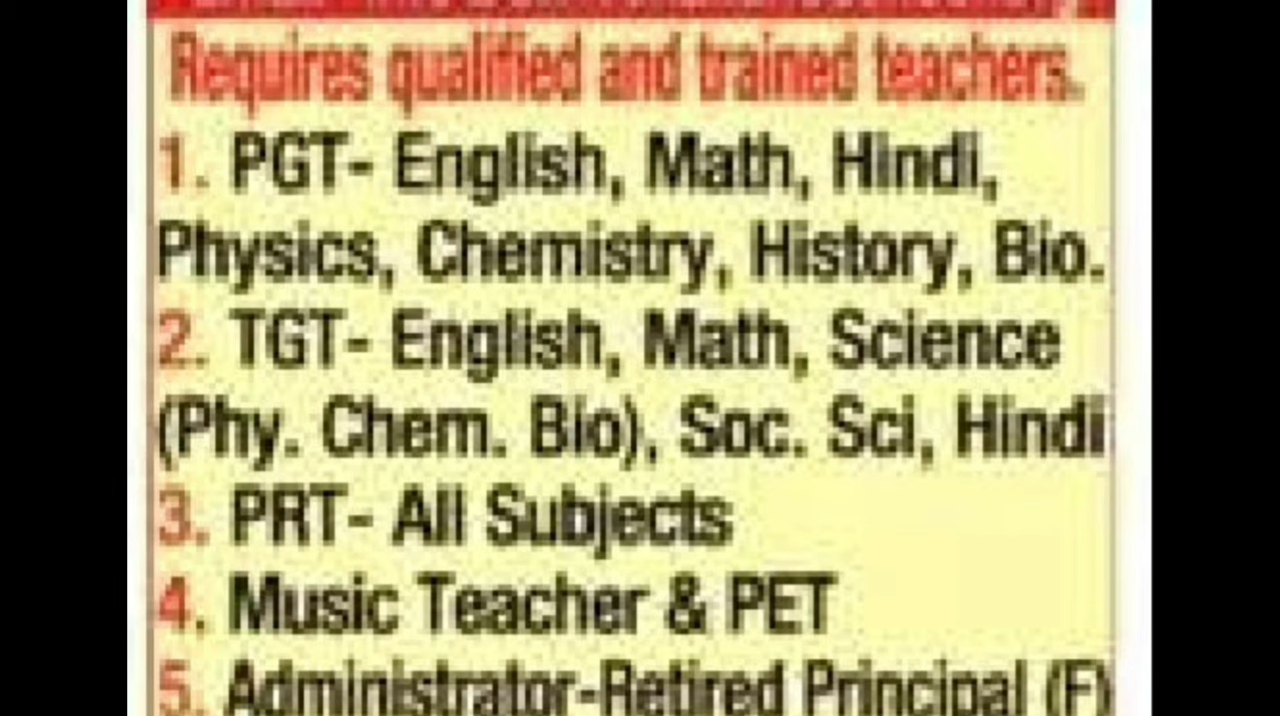 Requires qualified and trained teachers.
1. PGT- English, Math, Hindi,
Physics, Chemistry, History, Bio.
2. TGT- English, Math, Science
(Phy. Chem. Bio), Soc. Sci, Hindi
3. PRT- All Subjects
4. Music Teacher & PET
5. Administrator-Retired Principal (F)